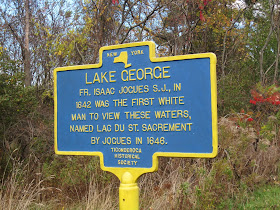 NEW YORK
LAKE GEORGE
FR. ISAAC JOGUES S.J., IN
1642 WAS THE FIRST WHITE
MAN TO VIEW THESE WATERS,
NAMED LAC DU ST. SACREMENT
BY JOGUES IN 1646.
TICONDEROGA
HISTORICAL
SOCIETY